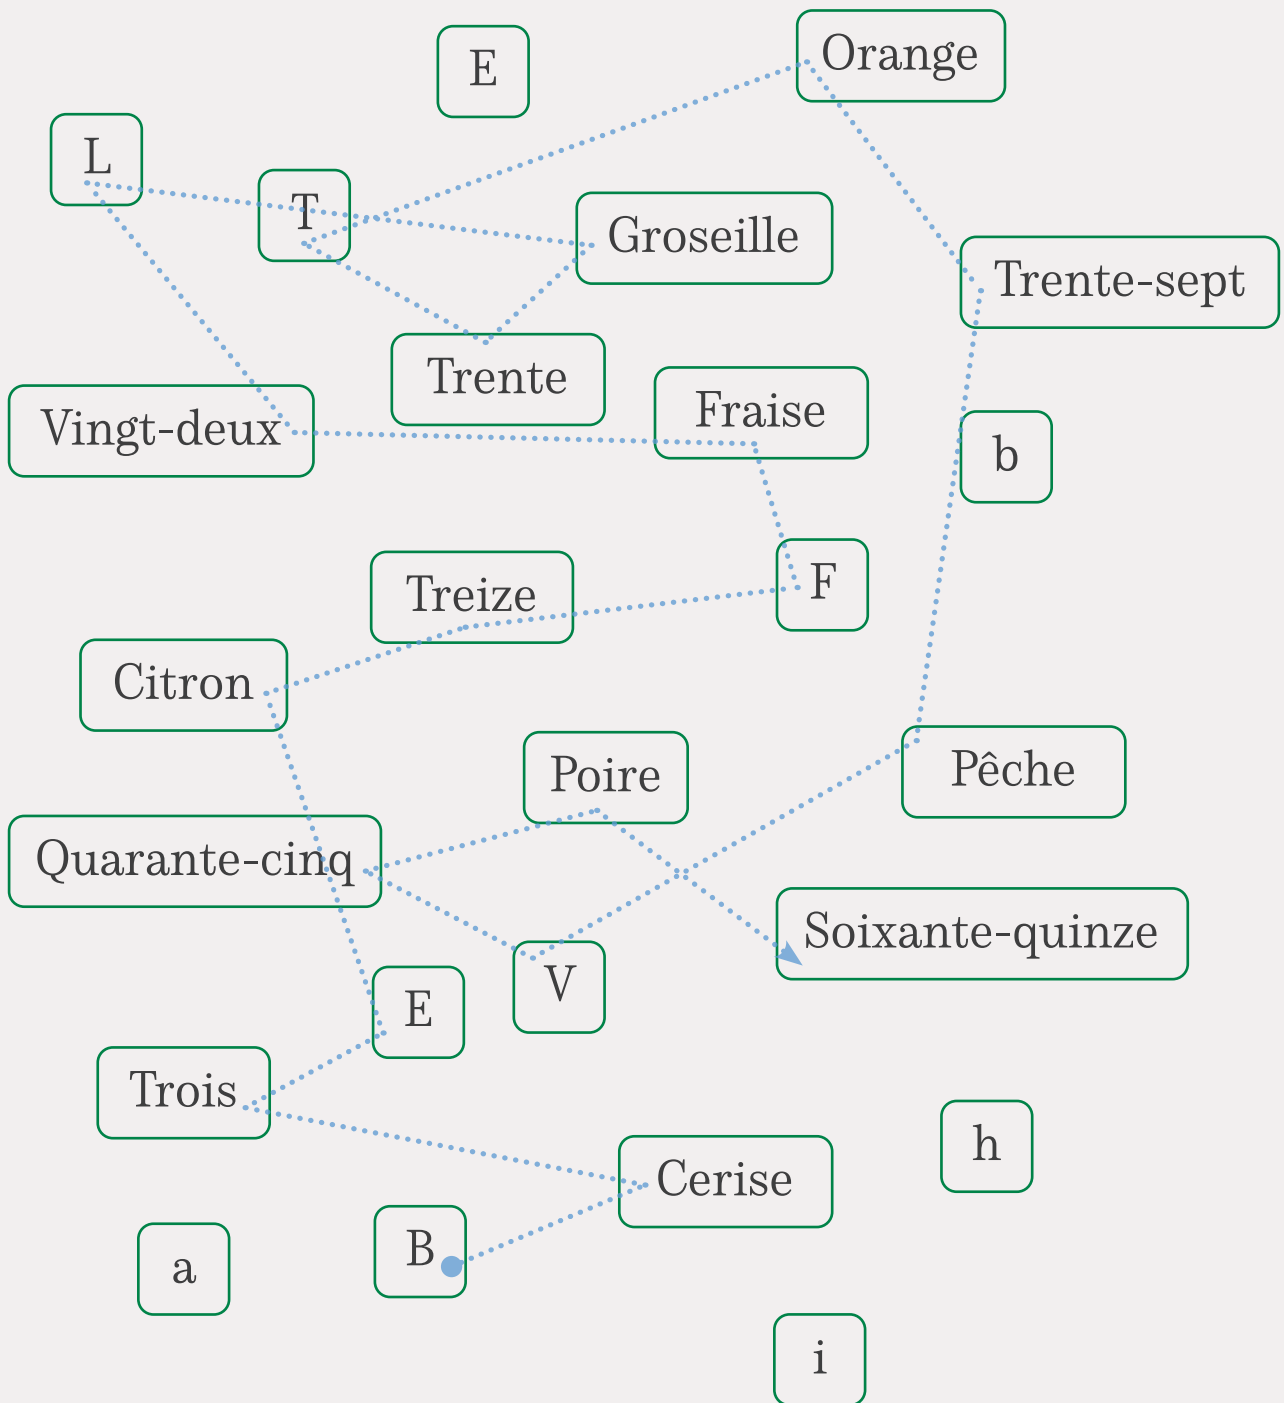 E
Orange
L
T
Groseille
Trente-sept
Trente
Fraise
Vingt-deux
b
Treize
F
Citron
Poire
Pêche
Quarante-cinq
Soixante-quinze
V
E
Trois
h
Cerise
B
a
i